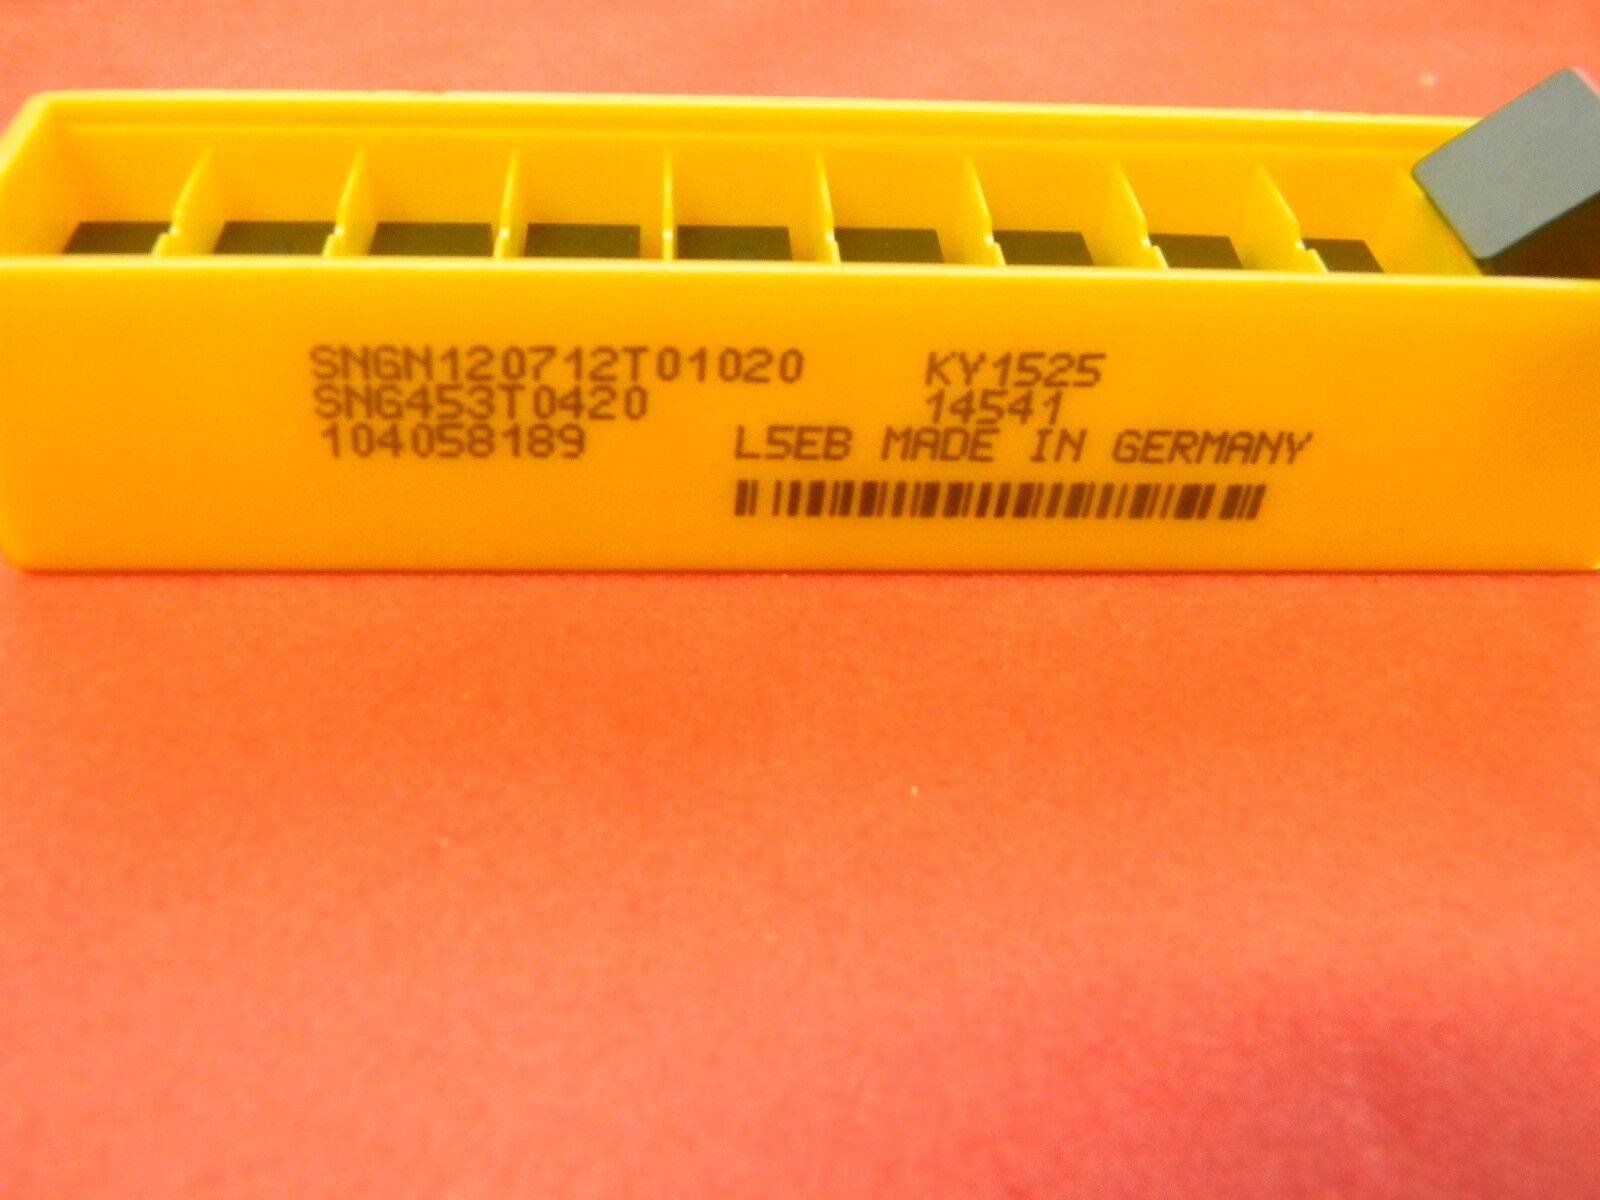 SNGN120712T01020 KY1525
SNG453T0420 14541
104058189 L5EB MADE IN GERMANY